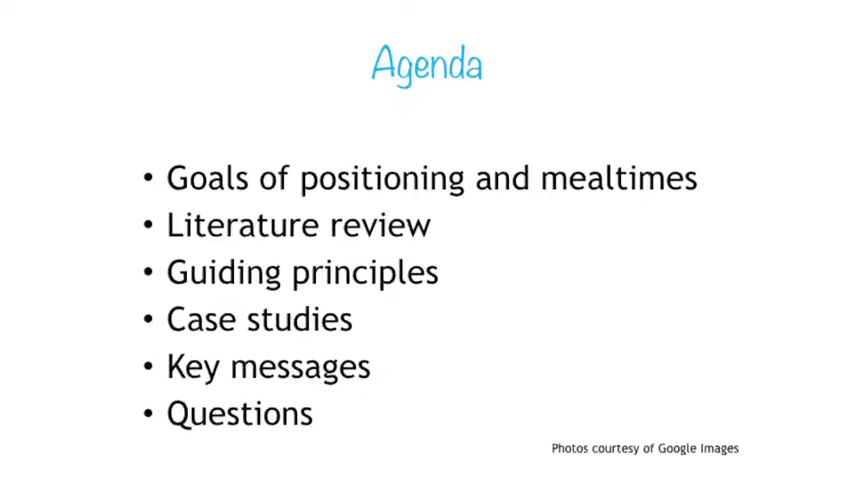 Agenda
• Goals of positioning and mealtimes
• Literature review
• Guiding principles
• Case studies
• Key messages
• Questions
Photos courtesy of Google Images